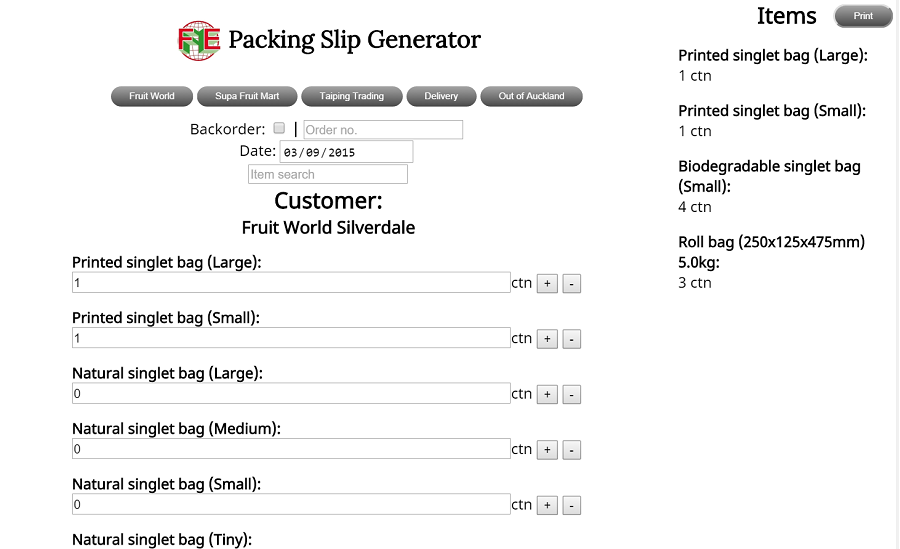 FE Packing Slip Generator
Fruit World Supa Fruit Mart Taiping Trading Delivery Out of Auckland
Backorder: | Order no.
Date: 03/09/2015
Item search
Customer:
Fruit World Silverdale
Printed singlet bag (Large):
1 ctn + -
Printed singlet bag (Small):
1 ctn + -
Natural singlet bag (Large):
0 ctn + -
Natural singlet bag (Medium):
0 ctn + -
Natural singlet bag (Small):
0 ctn + -
Natural singlet bag (Tiny):
Items Print
Printed singlet bag (Large):
1 ctn
Printed singlet bag (Small):
1 ctn
Biodegradable singlet bag
(Small):
4 ctn
Roll bag (250x125x475mm)
5.0kg:
3 ctn